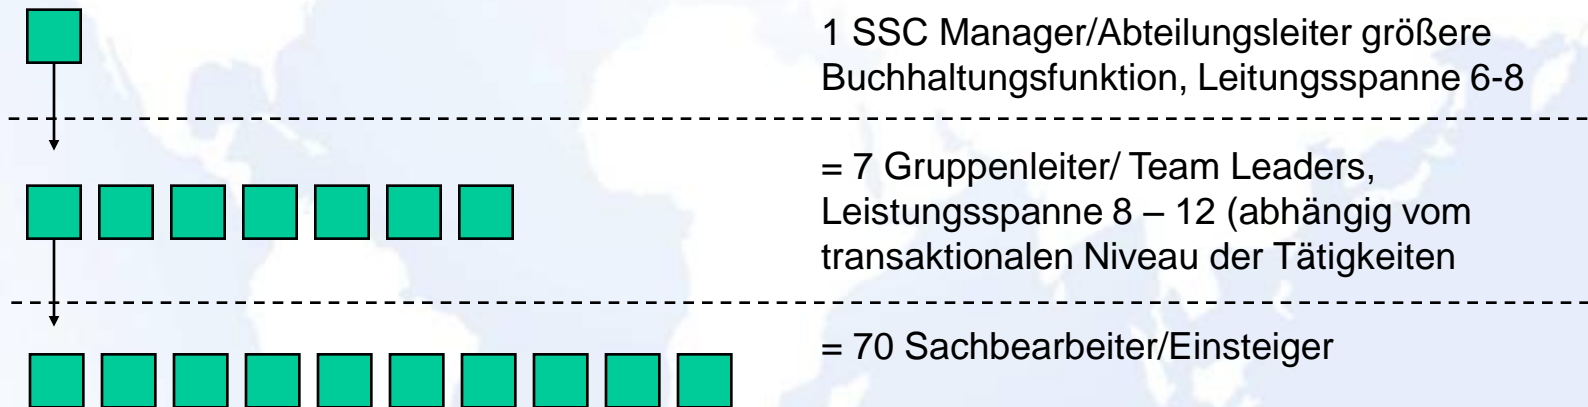 1 SSC Manager/Abteilungsleiter größere
Buchhaltungsfunktion, Leitungsspanne 6-8
= 7 Gruppenleiter/ Team Leaders,
Leistungsspanne 8 – 12 (abhängig vom
transaktionalen Niveau der Tätigkeiten
= 70 Sachbearbeiter/Einsteiger